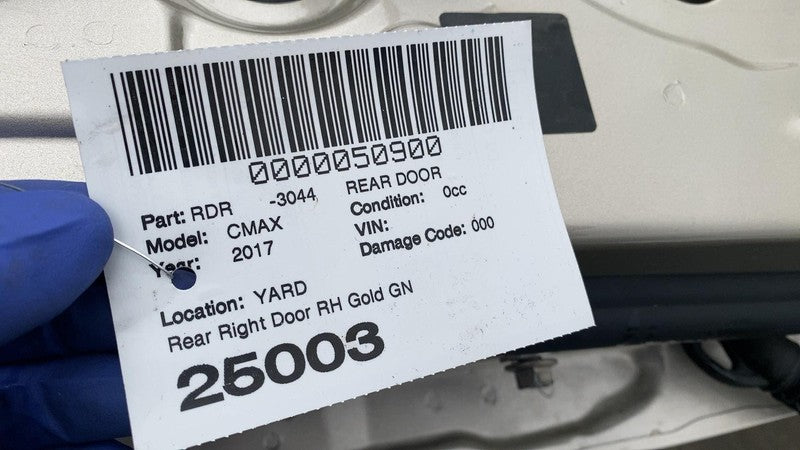 0000050900
Part: RDR -3044 REAR DOOR
Model: CMAX Condition: 0cc
Year: 2017 VIN:
Damage Code: 000
Location: YARD
Rear Right Door RH Gold GN
25003